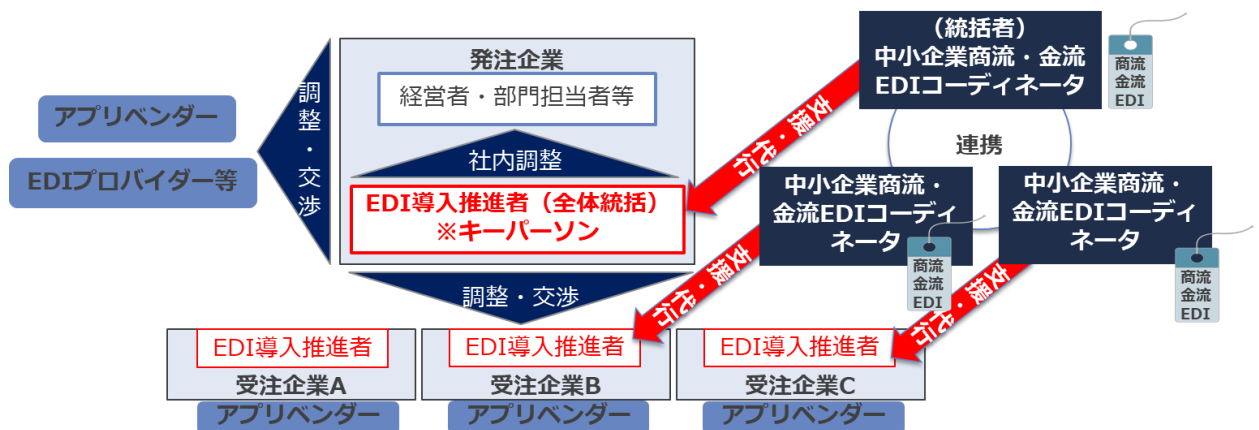 アプリベンダー
EDIプロバイダー等
調整・交渉
発注企業
経営者・部門担当者等
社内調整
EDI導入推進者（全体統括）
※キーパーソン
調整・交渉
支援・代行
（統括者）
中小企業商流・金流
EDIコーディネータ
商流
金流
EDI
連携
中小企業商流・
金流EDIコーディ
ネータ
商流
金流
EDI
支援・代行
中小企業商流・
金流EDIコーディ
ネータ
商流
金流
EDI
支援・代行
EDI導入推進者
受注企業A
EDI導入推進者
受注企業B
アプリベンダー
EDI導入推進者
受注企業C
アプリベンダー
アプリベンダー